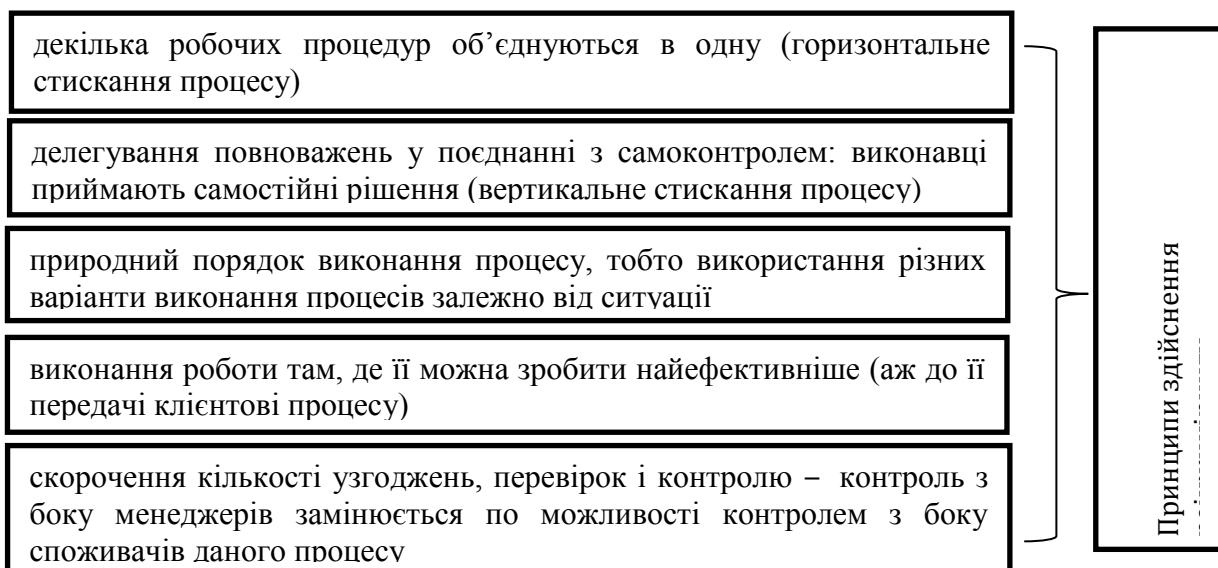 декілька робочих процедур об’єднуються в одну (горизонтальне
стискання процесу)
делегування повноважень у поєднанні з самоконтролем: виконавці
приймають самостійні рішення (вертикальне стискання процесу)
природний порядок виконання процесу, тобто використання різних
варіанти виконання процесів залежно від ситуації
виконання роботи там, де її можна зробити найефективніше (аж до її
передачі клієнтові процесу)
скорочення кількості узгоджень, перевірок і контролю – контроль з
боку менеджерів замінюється по можливості контролем з боку
споживачів даного процесу
Принципи здійснення